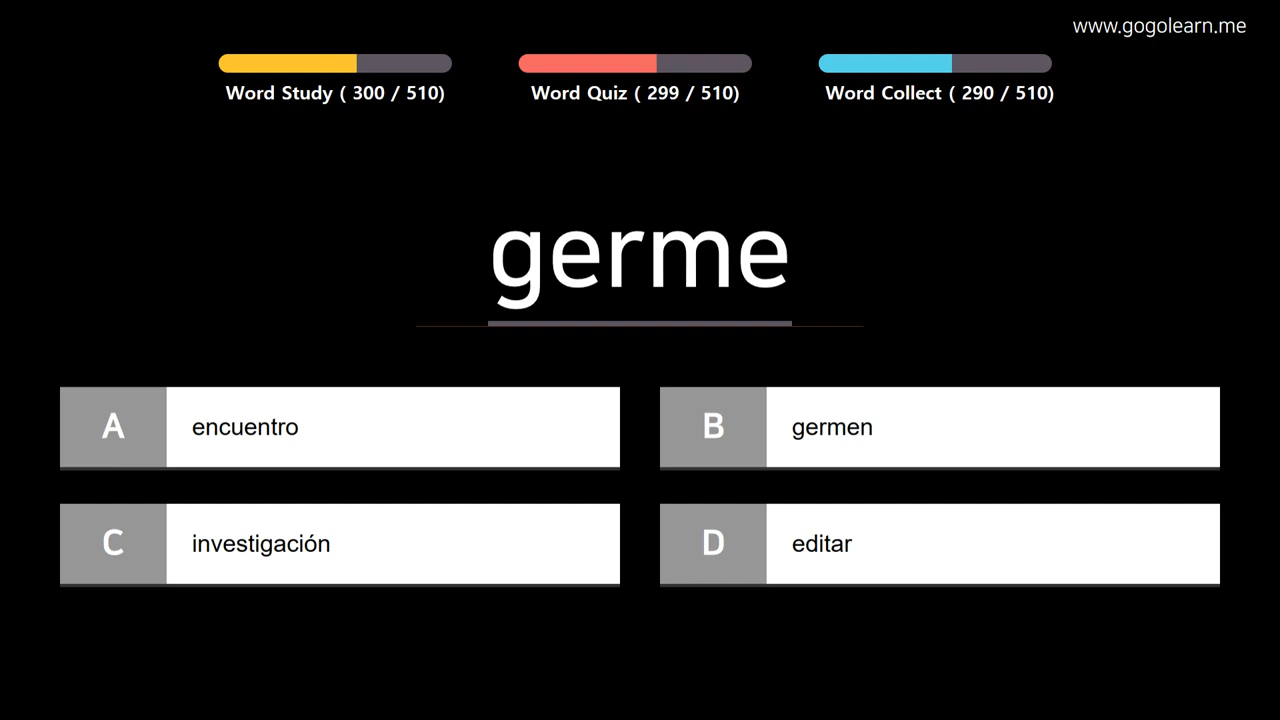 www.gogolearn.me
Word Study ( 300 / 510)
Word Quiz ( 299 / 510)
Word Collect ( 290 / 510)
germe
A encuentro
B germen
C investigación
D editar